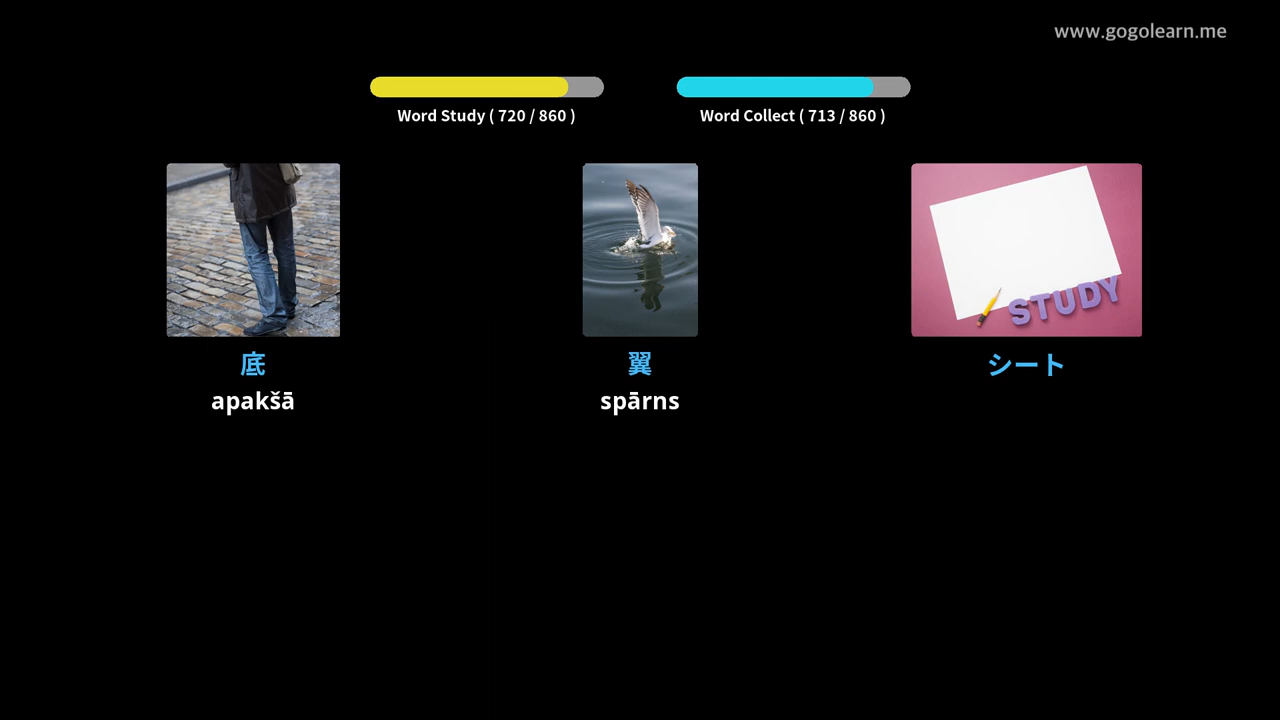 www.gogolearn.me
Word Study ( 720 / 860 )
Word Collect ( 713 / 860 )
STUDY
底
apakšā
翼
spārns
シート